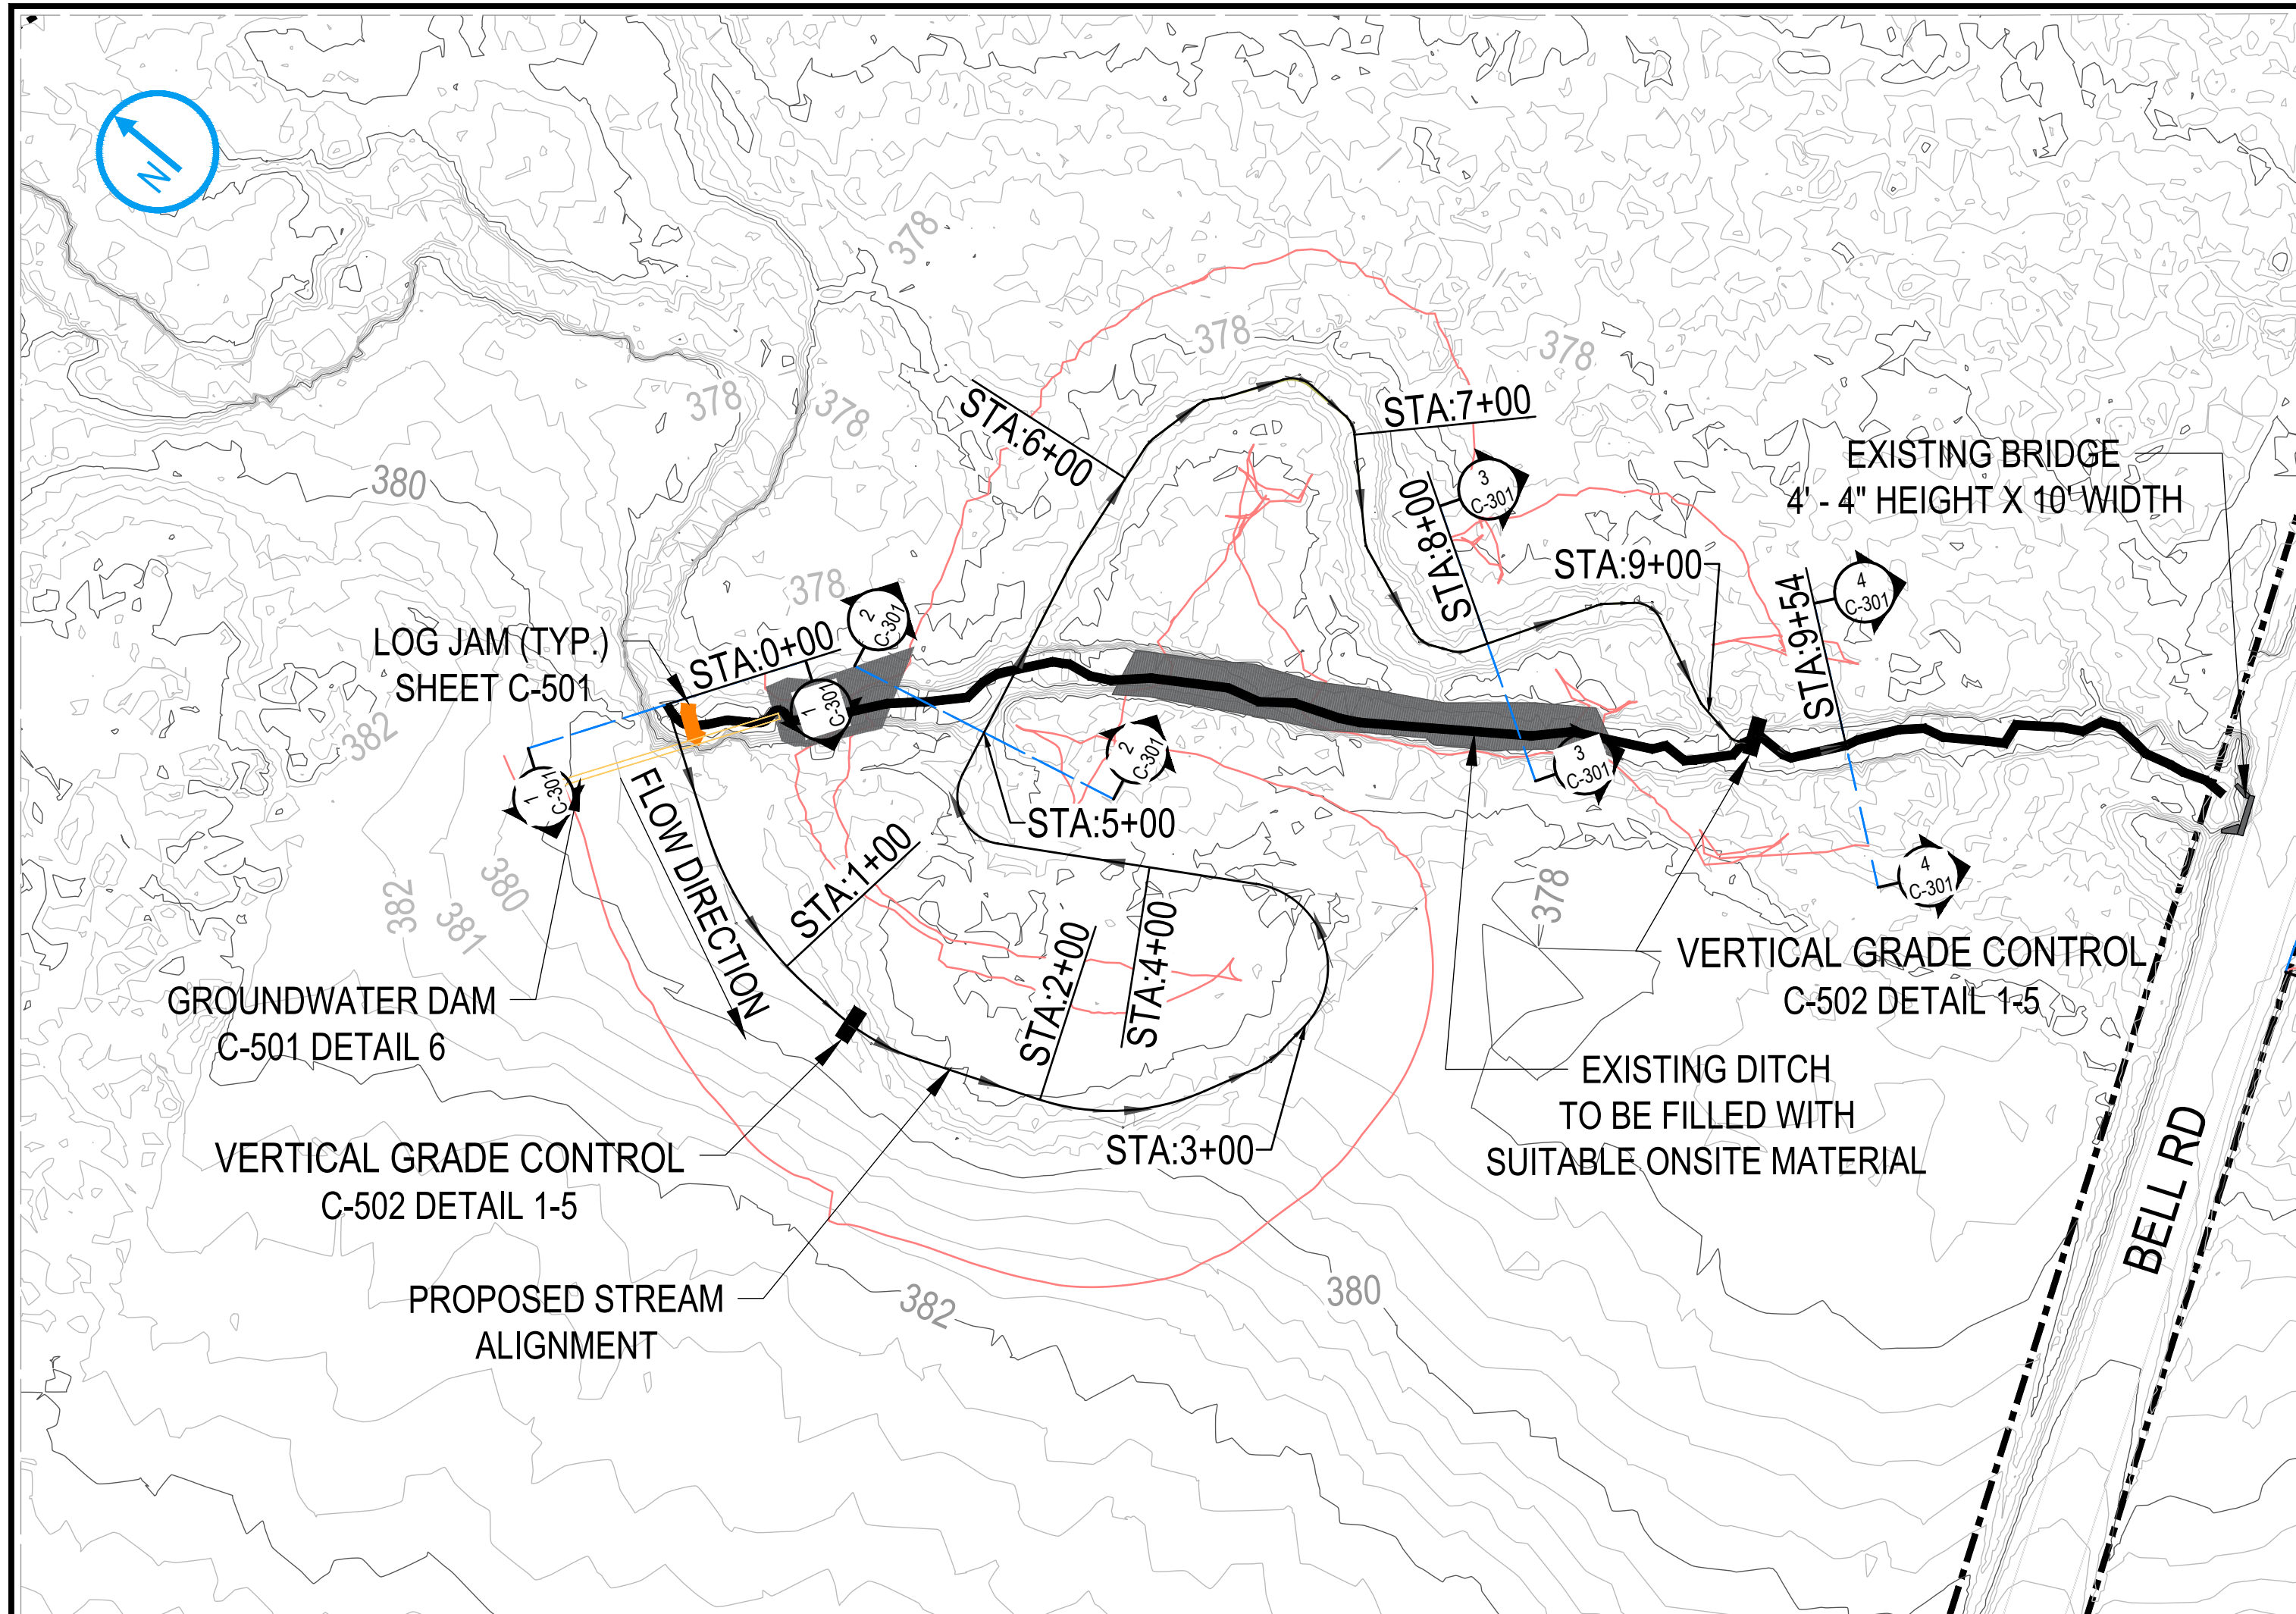 N
378
378
378
STA:6+00
STA:7+00
378
378
EXISTING BRIDGE
4' - 4" HEIGHT X 10' WIDTH
380
3
C-301
STA:8+00
STA:9+00
4
C-301
STA:9+54
378
2
C-301
LOG JAM (TYP.)
SHEET C-501
STA:0+00
1
C-301
382
2
C-301
3
C-301
1
C-301
FLOW DIRECTION
STA:5+00
STA:1+00
380
382
381
4
C-301
378
STA:2+00
STA:4+00
VERTICAL GRADE CONTROL
C-502 DETAIL 1-5
GROUNDWATER DAM
C-501 DETAIL 6
EXISTING DITCH
TO BE FILLED WITH
SUITABLE ONSITE MATERIAL
STA:3+00
VERTICAL GRADE CONTROL
C-502 DETAIL 1-5
BELL RD
PROPOSED STREAM
ALIGNMENT
382
380